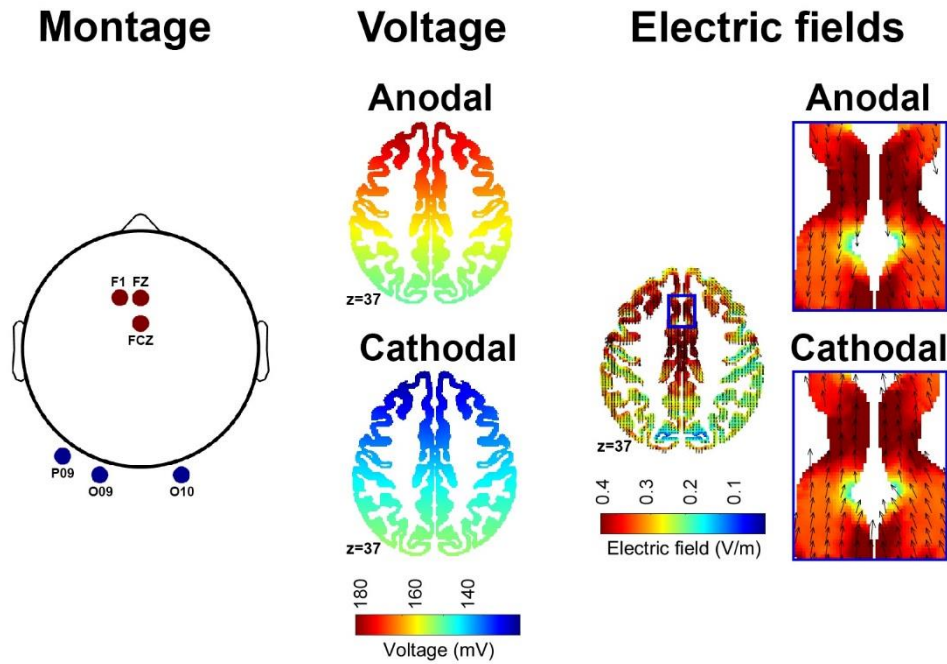 Montage
Voltage
Electric fields
Anodal
z=37
Cathodal
z=37
180 160 140
Voltage (mV)
F1 FZ
FCZ
P09
O09
O10
z=37
0.4 0.3 0.2 0.1
Electric field (V/m)
Anodal
Cathodal